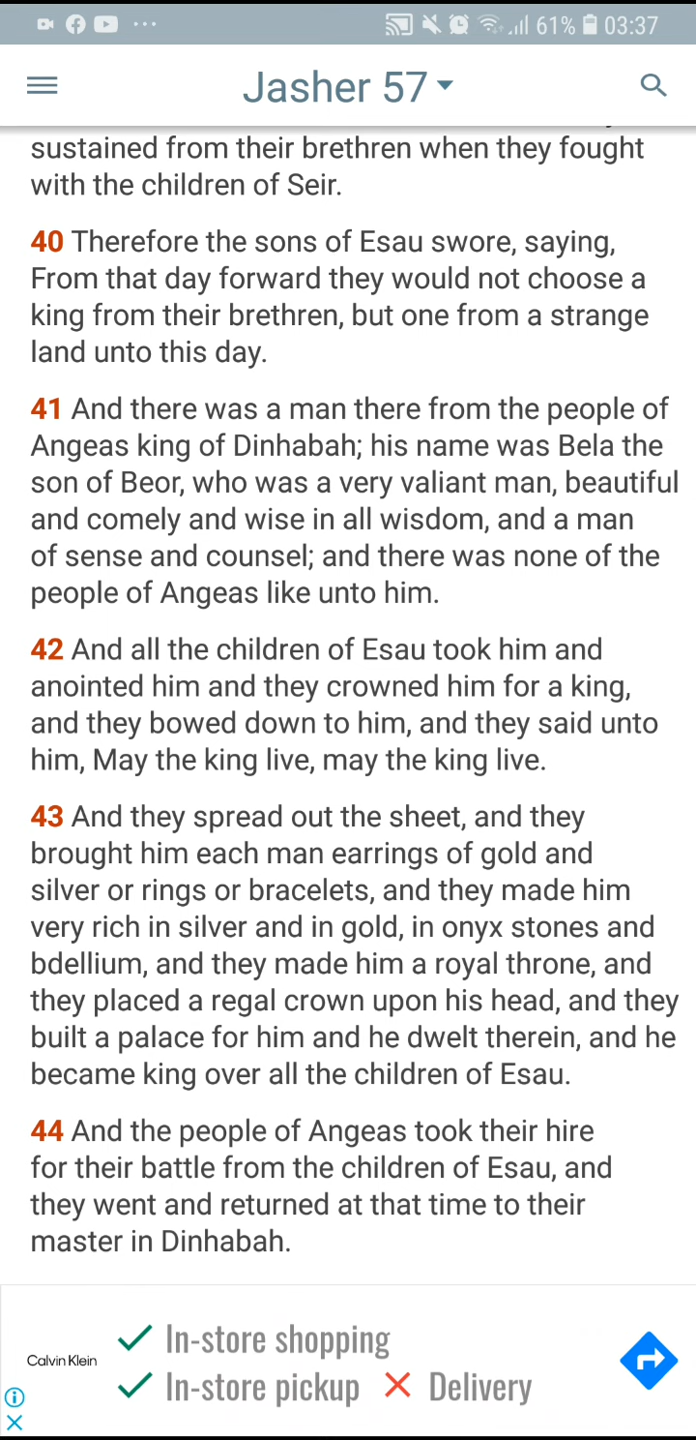 61% 03:37
Jasher 57
sustained from their brethren when they fought
with the children of Seir.
40 Therefore the sons of Esau swore, saying,
From that day forward they would not choose a
king from their brethren, but one from a strange
land unto this day.
41 And there was a man there from the people of
Angeas king of Dinhabah; his name was Bela the
son of Beor, who was a very valiant man, beautiful
and comely and wise in all wisdom, and a man
of sense and counsel; and there was none of the
people of Angeas like unto him.
42 And all the children of Esau took him and
anointed him and they crowned him for a king,
and they bowed down to him, and they said unto
him, May the king live, may the king live.
43 And they spread out the sheet, and they
brought him each man earrings of gold and
silver or rings or bracelets, and they made him
very rich in silver and in gold, in onyx stones and
bdellium, and they made him a royal throne, and
they placed a regal crown upon his head, and they
built a palace for him and he dwelt therein, and he
became king over all the children of Esau.
44 And the people of Angeas took their hire
for their battle from the children of Esau, and
they went and returned at that time to their
master in Dinhabah.
In-store shopping
Calvin Klein
In-store pickup Delivery